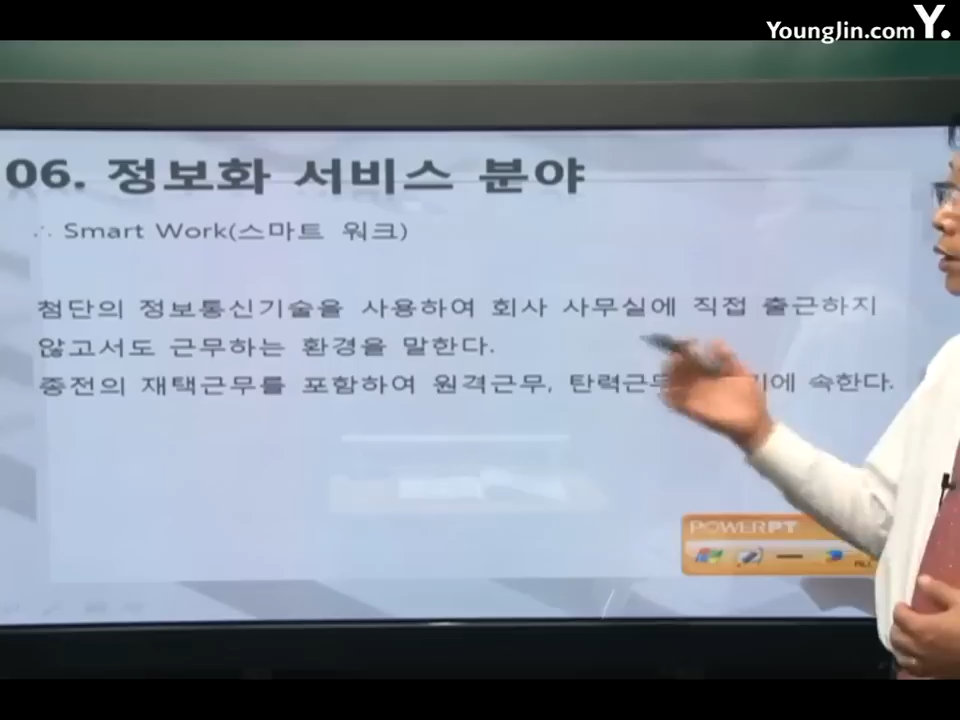 YoungJin.com Y.
06. 정보화 서비스 분야
∴ Smart Work(스마트 워크)
첨단의 정보통신기술을 사용하여 회사 사무실에 직접 출근하지
않고서도 근무하는 환경을 말한다.
종전의 재택근무를 포함하여 원격근무, 탄력근무 에 속한다.
POWERPT